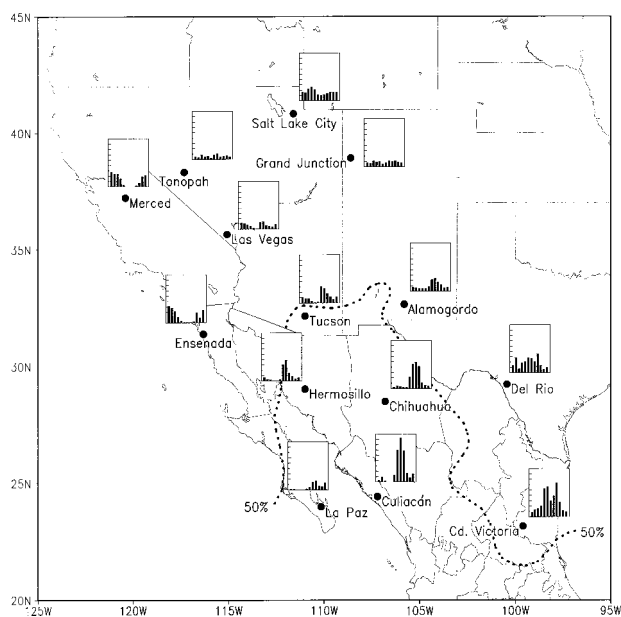 45N
Salt Lake City
40N
Grand Junction
Tonopah
Merced
Las Vegas
35N
Alamogordo
Tucson
Ensenada
30N
Del Rio
Hermosillo
Chihuahua
25N
50%
La Paz
Culiacán
Cd. Victoria
50%
20N
125W
120W
115W
110W
105W
100W
95W